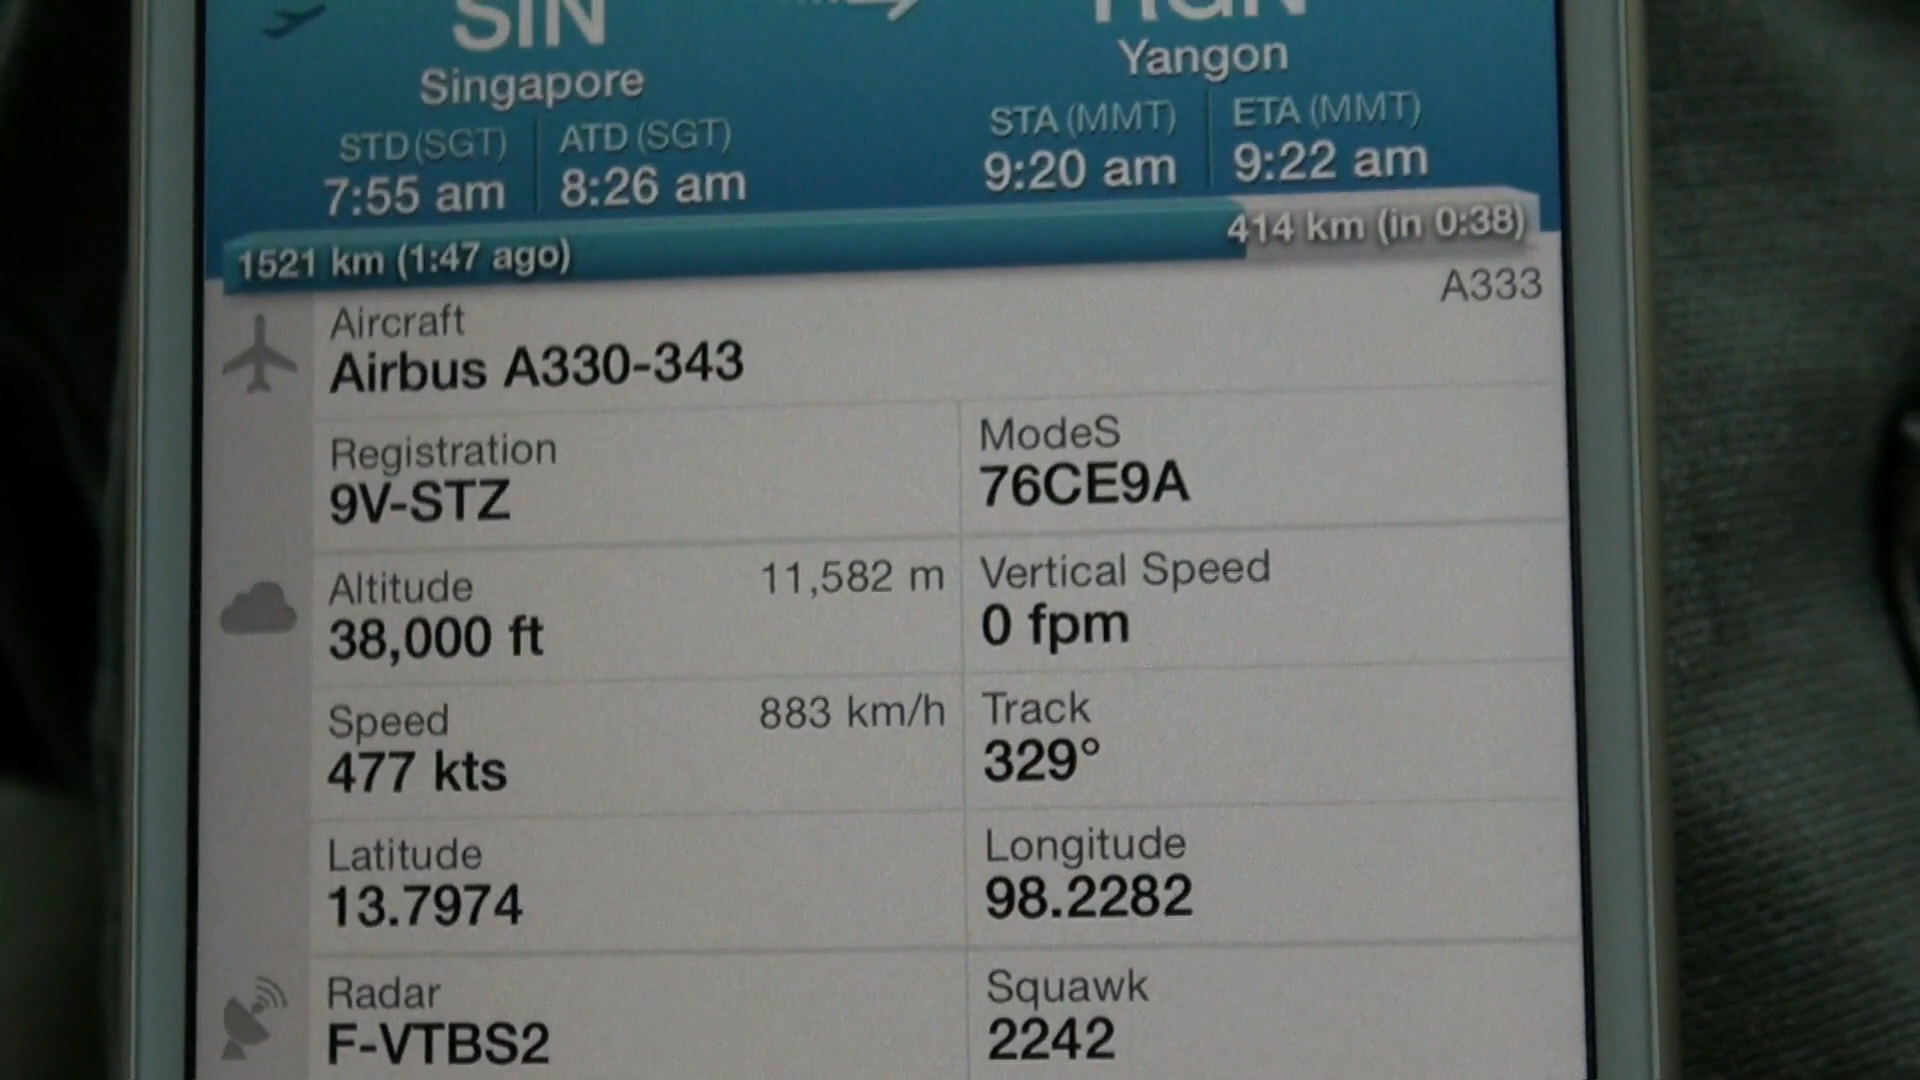 SIN
RGN
Singapore
Yangon
STD (SGT)
ATD (SGT)
STA (MMT)
ETA (MMT)
7:55 am
8:26 am
9:20 am
9:22 am
1521 km (1:47 ago)
414 km (in 0:38)
A333
Aircraft
Airbus A330-343
Registration
9V-STZ
ModeS
76CE9A
Altitude
11,582 m
38,000 ft
Vertical Speed
0 fpm
Speed
883 km/h
477 kts
Track
329°
Latitude
13.7974
Longitude
98.2282
Radar
F-VTBS2
Squawk
2242